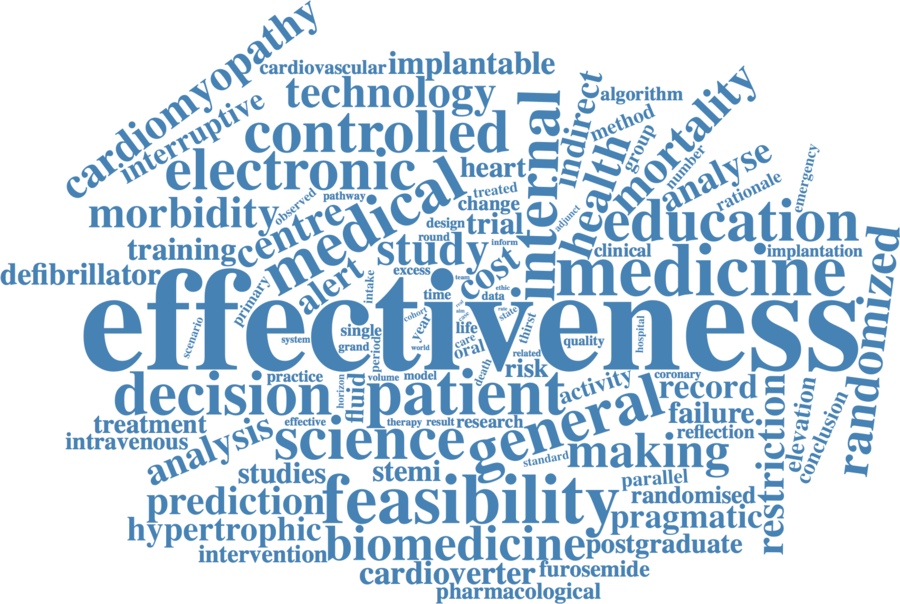 cardiomyopathy
cardiovascular
implantable
interruptive
technology
controlled
electronic
heart
internal
indirect
algorithm
method
group
health
mortality
number
analyse
rationale
emergency
morbidity
observed
pathway
treated
change
medical
centre
training
design
trial
adjunct
education
round
inform
study
clinical
implantation
defibrillator
primary
alert
intake
excess
team
cost
medicine
randomized
effectiveness
scenario
system
single
grand
periode
cohort
year
world
time
data
ethic
aim
life
care
oral
state
thirst
related
risk
death
quality
hospital
decision
practice
horizon
fluid
volume
model
patient
activity
coronary
record
failure
reflection
restriction
elevation
conclusion
treatment
intravenous
analysis
effective
therapy
result
research
science
general
standard
making
studies
stemi
parallel
prediction
feasibility
randomised
pragmatic
hypertrophic
intervention
biomedicine
postgraduate
cardioverter
furosemide
pharmacological